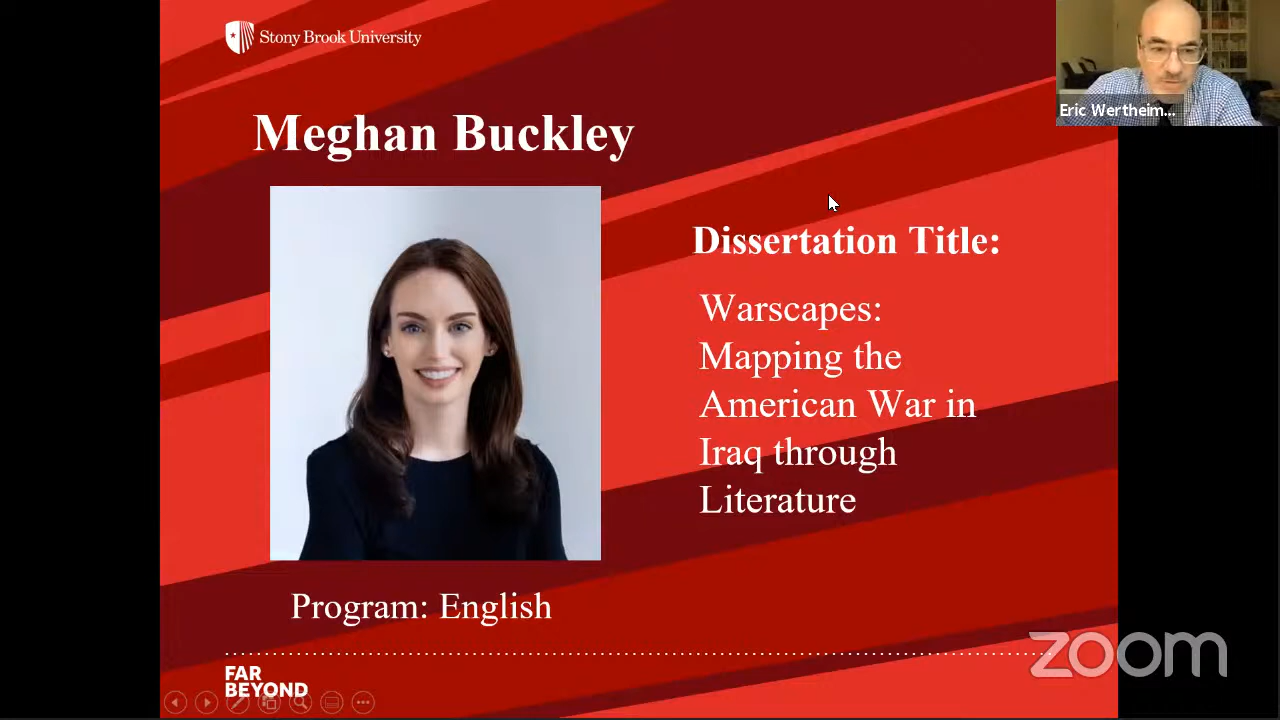 Stony Brook University
Eric Wertheim...
Meghan Buckley
Dissertation Title:
Warscapes:
Mapping the
American War in
Iraq through
Literature
Program: English
FAR
BEYOND
zoom